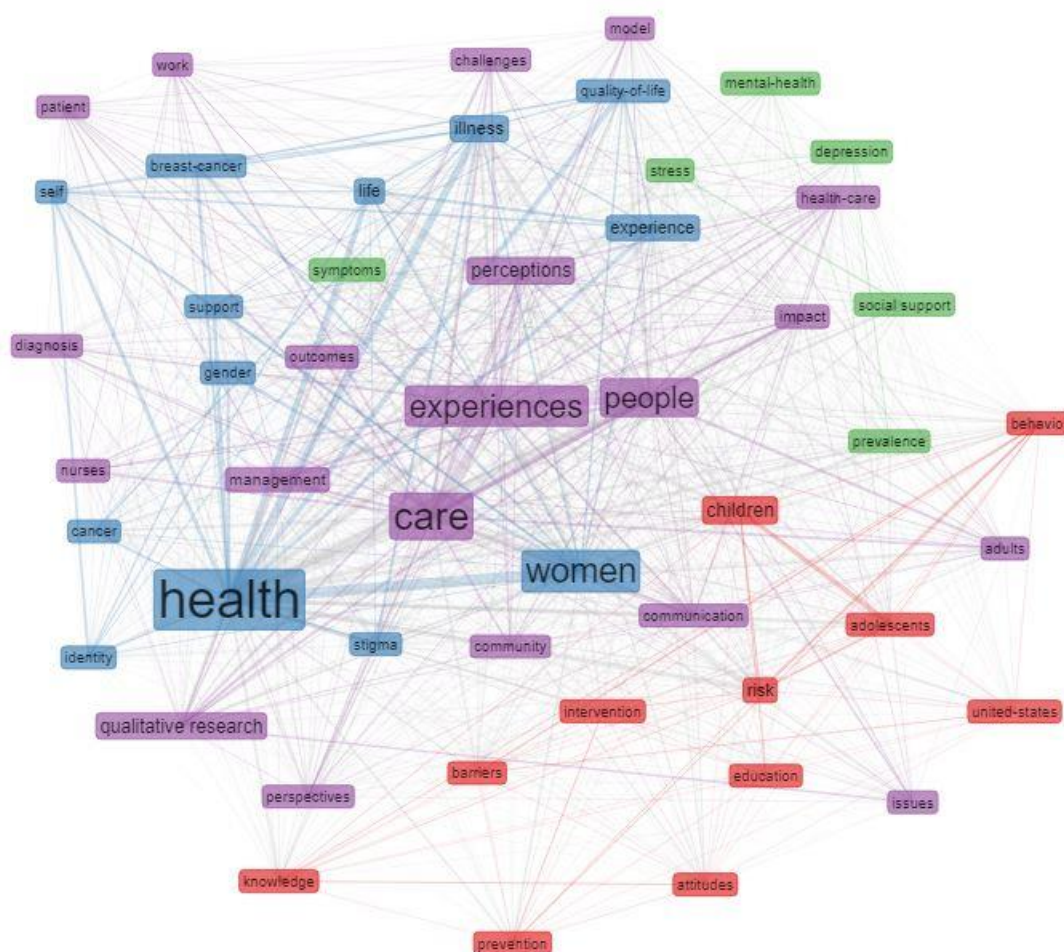 model
work
challenges
mental-health
quality-of-life
patient
illness
depression
breast-cancer
stress
self
life
health-care
experience
symptoms
perceptions
support
social support
impact
diagnosis
outcomes
gender
experiences
people
behavio
prevalence
nurses
management
children
care
cancer
adults
women
health
communication
adolescents
stigma
community
identity
risk
intervention
united-states
qualitative research
barriers
education
perspectives
issues
knowledge
attitudes
prevention